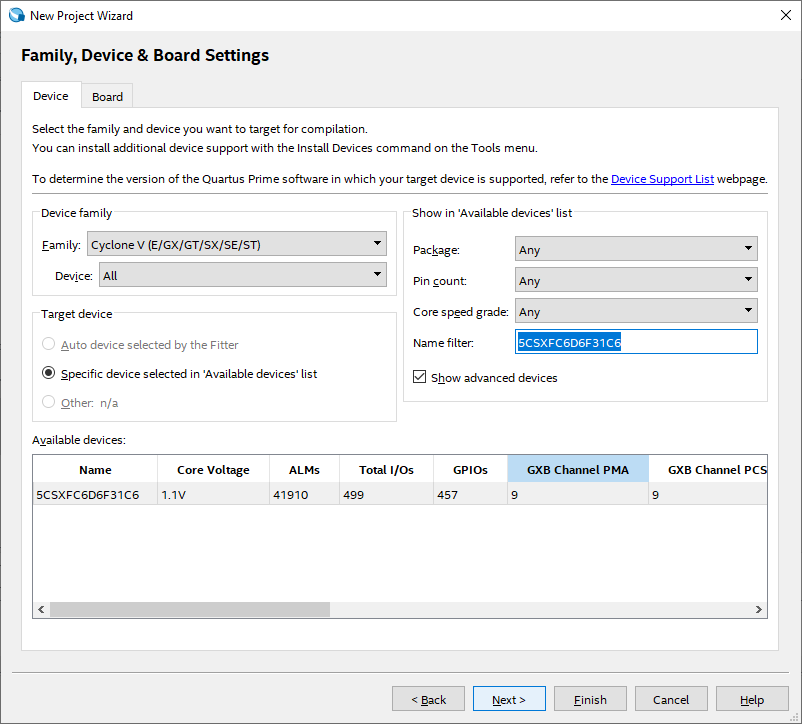 New Project Wizard
Family, Device & Board Settings
Device
Board
Select the family and device you want to target for compilation.
You can install additional device support with the Install Devices command on the Tools menu.
To determine the version of the Quartus Prime software in which your target device is supported, refer to the Device Support List webpage.
Device family
Family: Cyclone V (E/GX/GT/SX/SE/ST)
Device: All
Target device
Auto device selected by the Fitter
Specific device selected in 'Available devices' list
Other: n/a
Show in 'Available devices' list
Package: Any
Pin count: Any
Core speed grade: Any
Name filter: 5CSXFC6D6F31C6
Show advanced devices
Available devices:
Name Core Voltage ALMs Total I/Os GPIOs GXB Channel PMA GXB Channel PCS
5CSXFC6D6F31C6 1.1V 41910 499 457 9 9
< Back Next > Finish Cancel Help